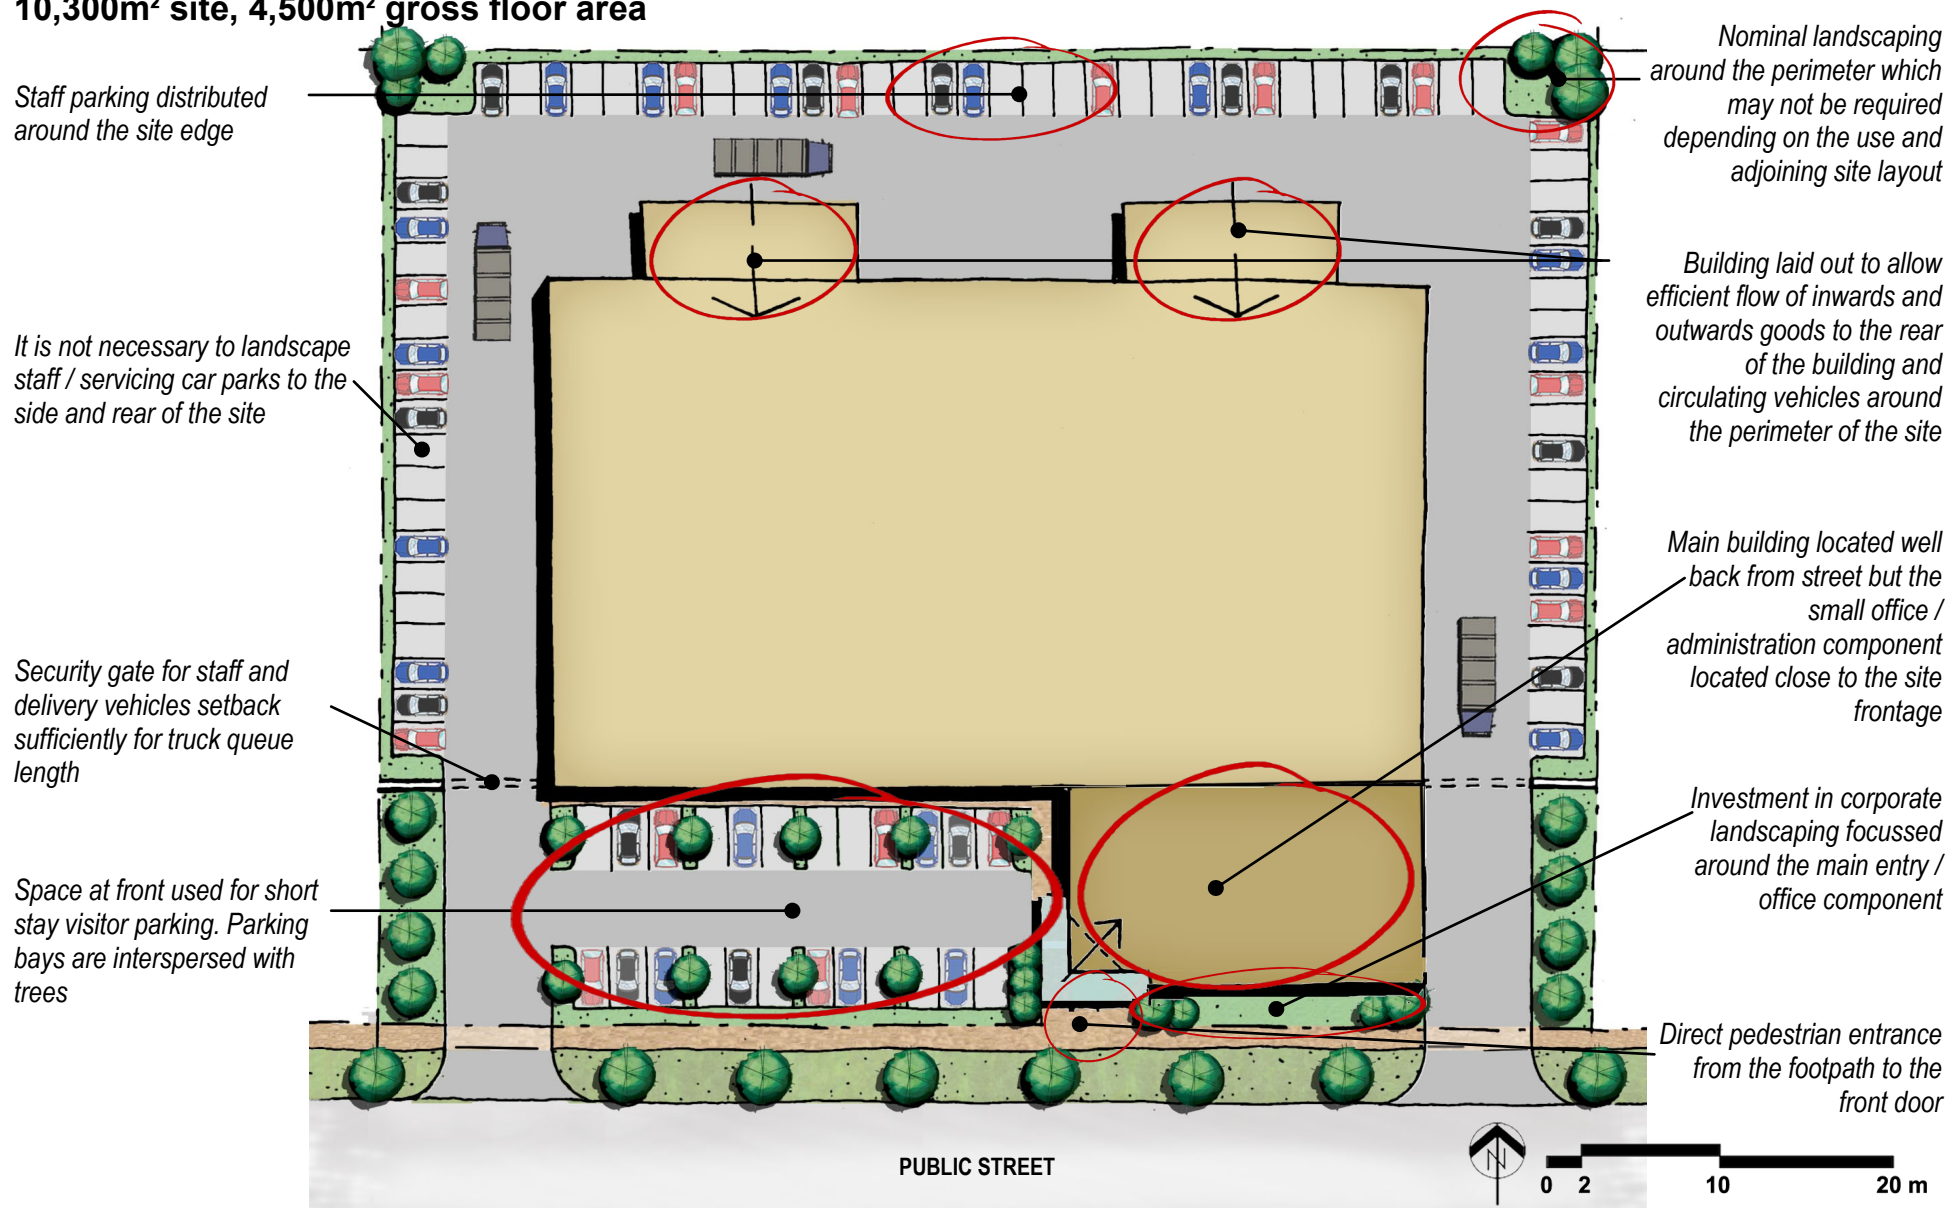 10,300m² site, 4,500m² gross floor area
Staff parking distributed
around the site edge
It is not necessary to landscape
staff / servicing car parks to the
side and rear of the site
Security gate for staff and
delivery vehicles setback
sufficiently for truck queue
length
Space at front used for short
stay visitor parking. Parking
bays are interspersed with
trees
Nominal landscaping
around the perimeter which
may not be required
depending on the use and
adjoining site layout
Building laid out to allow
efficient flow of inwards and
outwards goods to the rear
of the building and
circulating vehicles around
the perimeter of the site
Main building located well
back from street but the
small office /
administration component
located close to the site
frontage
Investment in corporate
landscaping focussed
around the main entry /
office component
Direct pedestrian entrance
from the footpath to the
front door
PUBLIC STREET
N
0 2 10 20 m